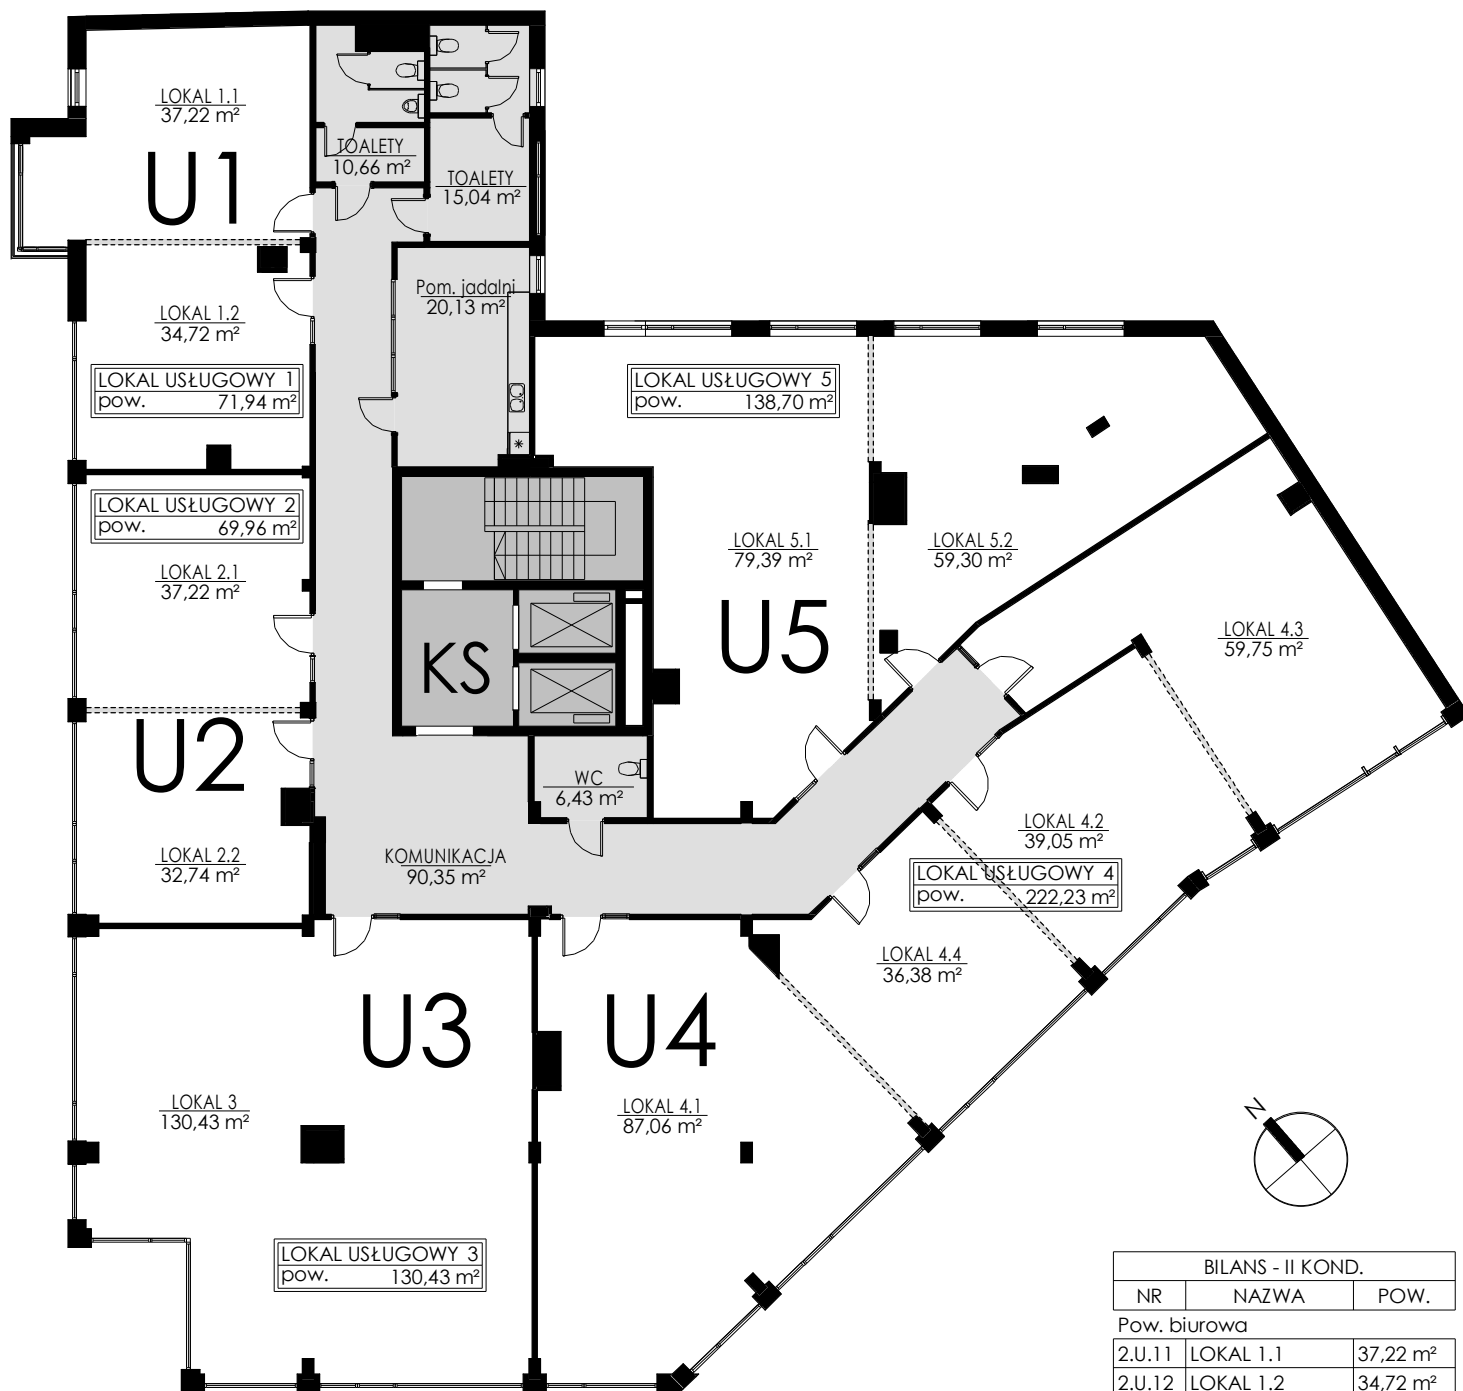 LOKAL 1.1
37,22 m²
U1
TOALETY
10,66 m²
TOALETY
15,04 m²
Pom. jadalni
20,13 m²
LOKAL 1.2
34,72 m²
LOKAL USŁUGOWY 1
pow. 71,94 m²
LOKAL USŁUGOWY 5
pow. 138,70 m²
LOKAL USŁUGOWY 2
pow. 69,96 m²
LOKAL 2.1
37,22 m²
LOKAL 5.1
79,39 m²
LOKAL 5.2
59,30 m²
U5
KS
LOKAL 4.3
59,75 m²
U2
WC
6,43 m²
LOKAL 2.2
32,74 m²
KOMUNIKACJA
90,35 m²
LOKAL 4.2
39,05 m²
LOKAL USŁUGOWY 4
pow. 222,23 m²
LOKAL 4.4
36,38 m²
U3
U4
LOKAL 3
130,43 m²
LOKAL 4.1
87,06 m²
N
LOKAL USŁUGOWY 3
pow. 130,43 m²
BILANS - II KOND.
NR NAZWA POW.
Pow. biurowa
2.U.11 LOKAL 1.1 37,22 m²
2.U.12 LOKAL 1.2 34,72 m²